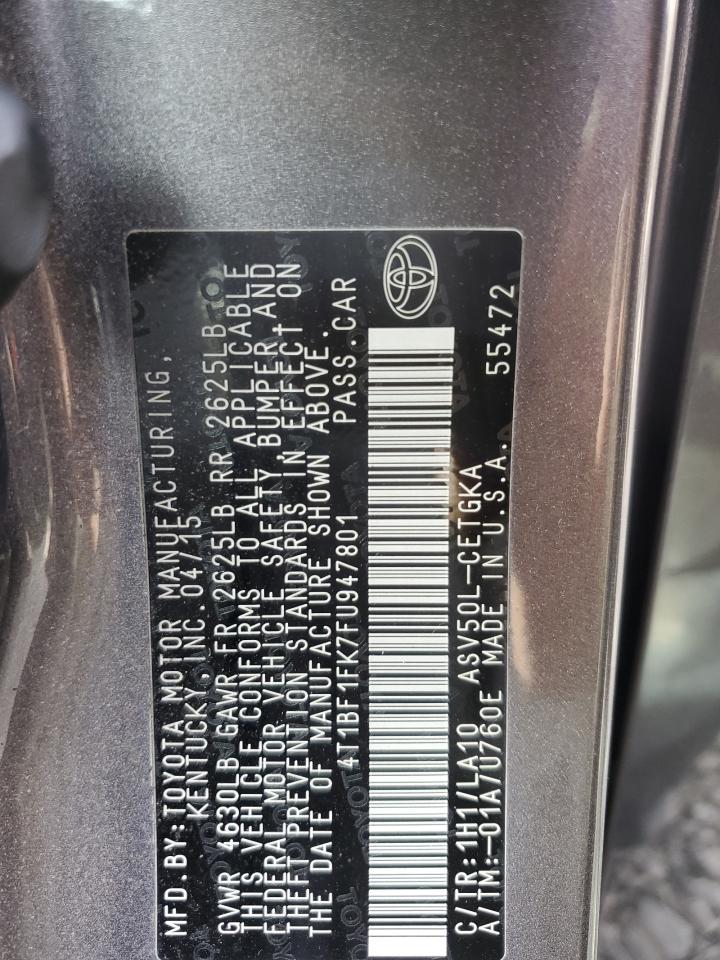 MFD.BY:TOYOTA MOTOR MANUFACTURING,
KENTUCKY, INC. 04/15
GVWR 4630LB GAWR FR 2625LB RR 2625LB
THIS VEHICLE CONFORMS TO ALL APPLICABLE
FEDERAL MOTOR VEHICLE SAFETY, BUMPER, AND
THEFT PREVENTION STANDARDS IN EFFECT ON
THE DATE OF MANUFACTURE SHOWN ABOVE.
4T1BF1FK7FU947801 PASS.CAR
C/TR:1H1/LA10 ASV50L-CETGKA
A/TM:-01A/U760E MADE IN U.S.A. 55472